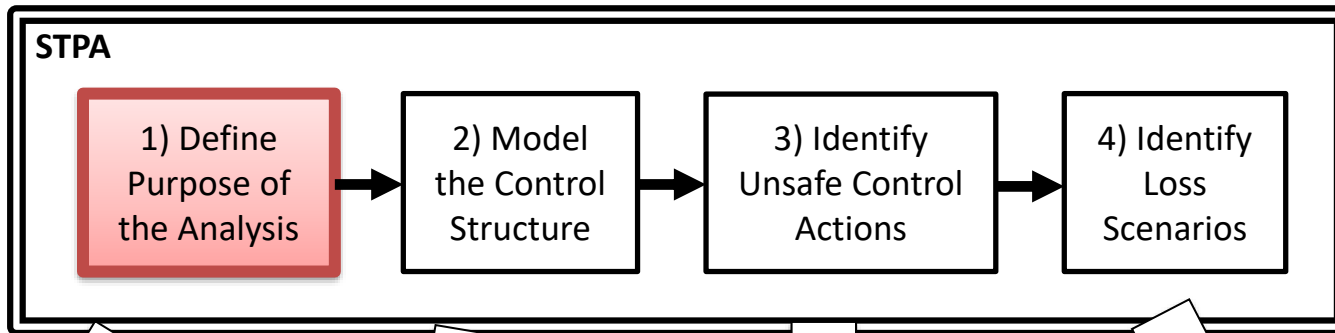 STPA
1) Define
Purpose of
the Analysis
2) Model
the Control
Structure
3) Identify
Unsafe Control
Actions
4) Identify
Loss
Scenarios